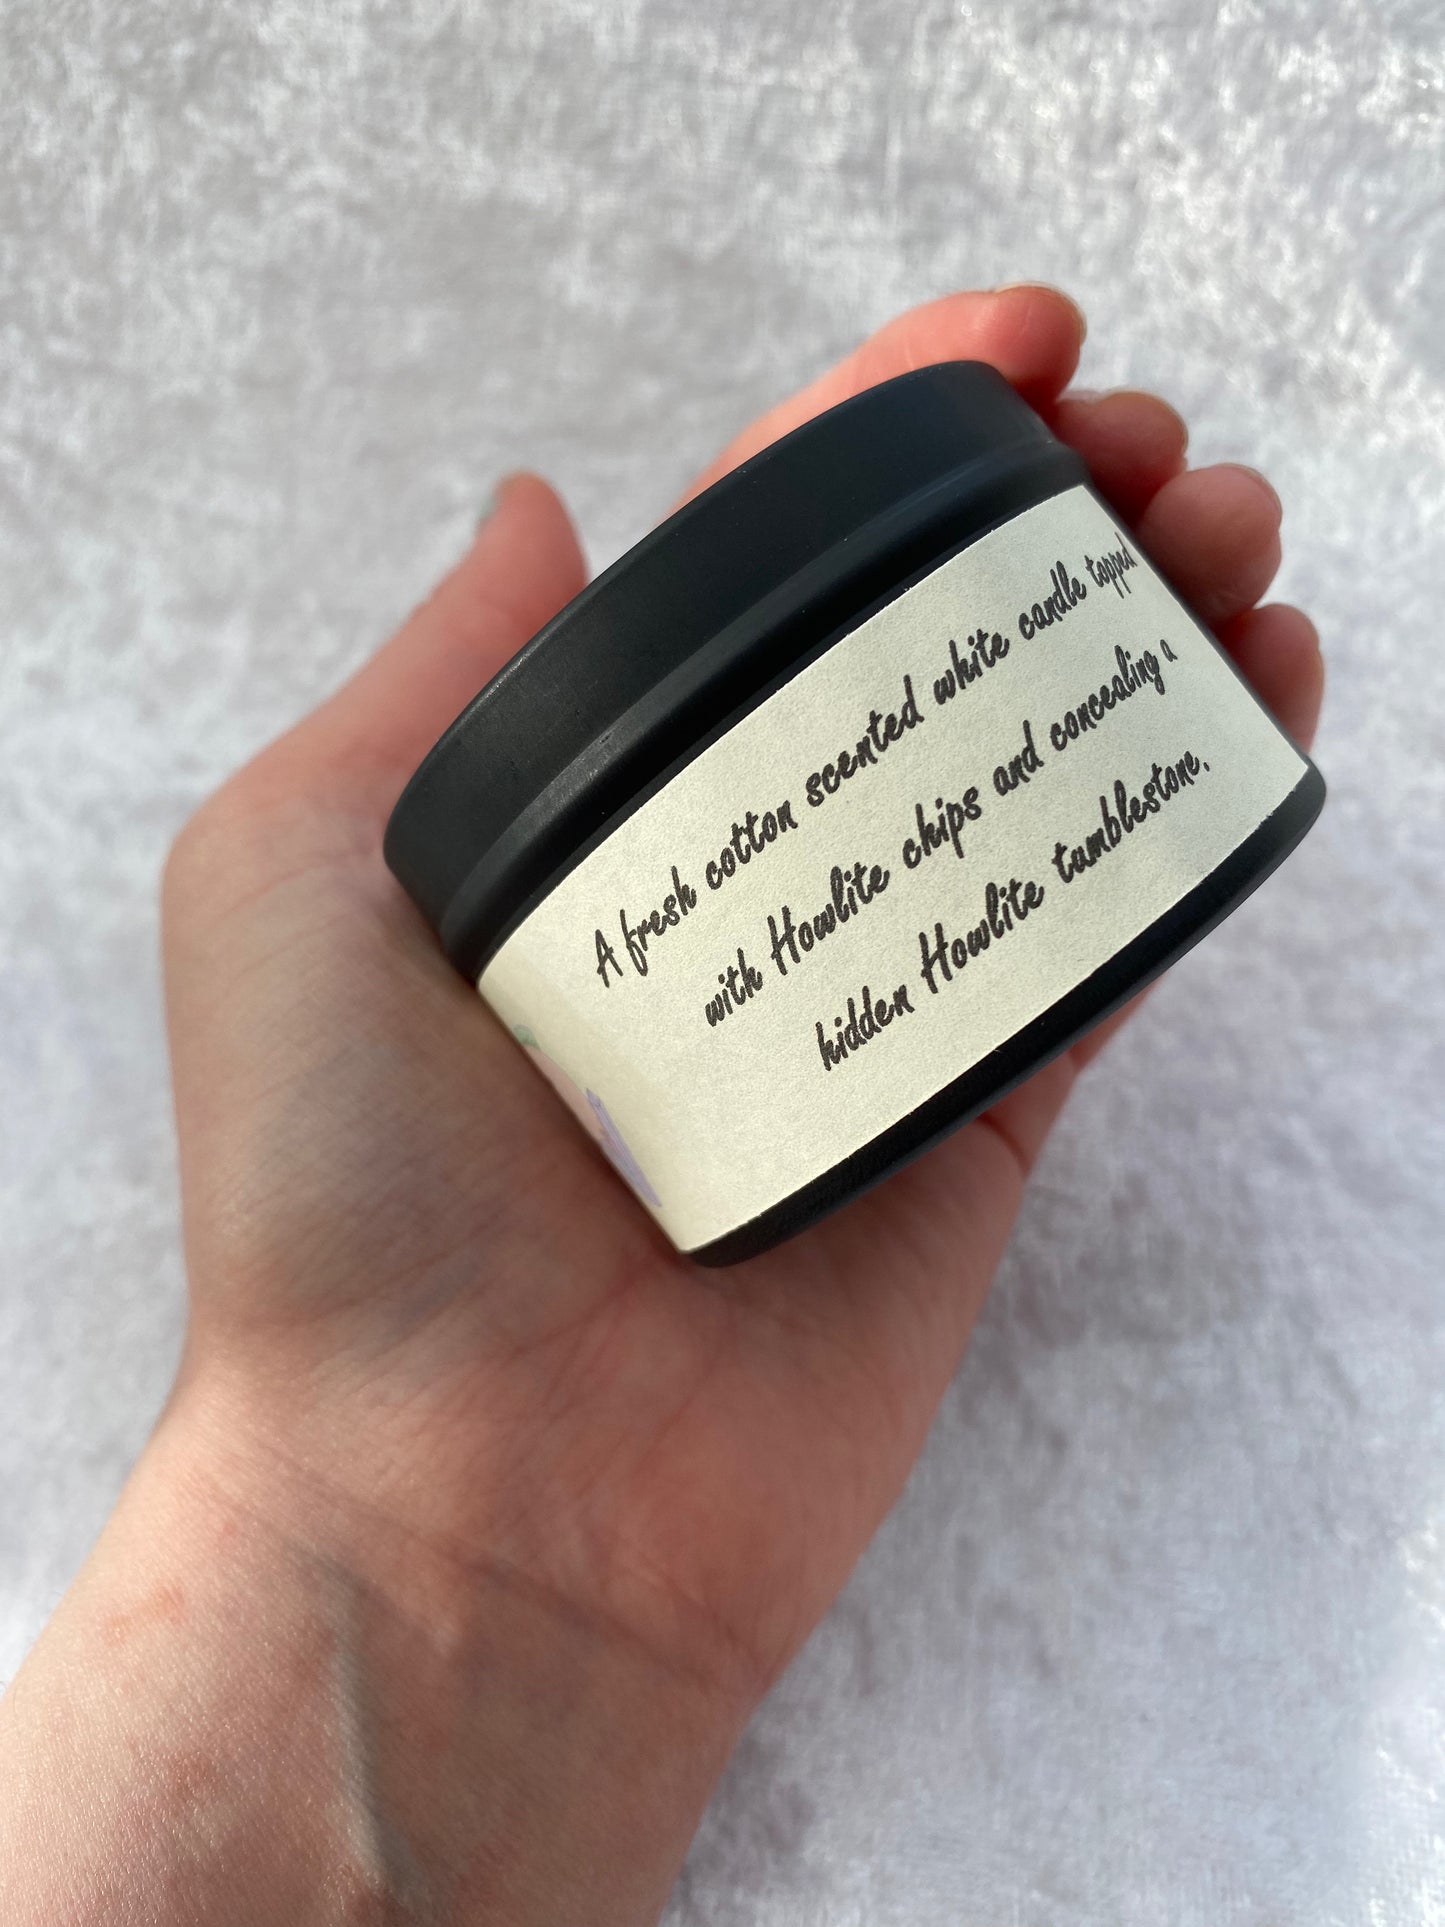 A fresh cotton scented white candle topped
with Howlite chips and concealing a
hidden Howlite tumblestone.